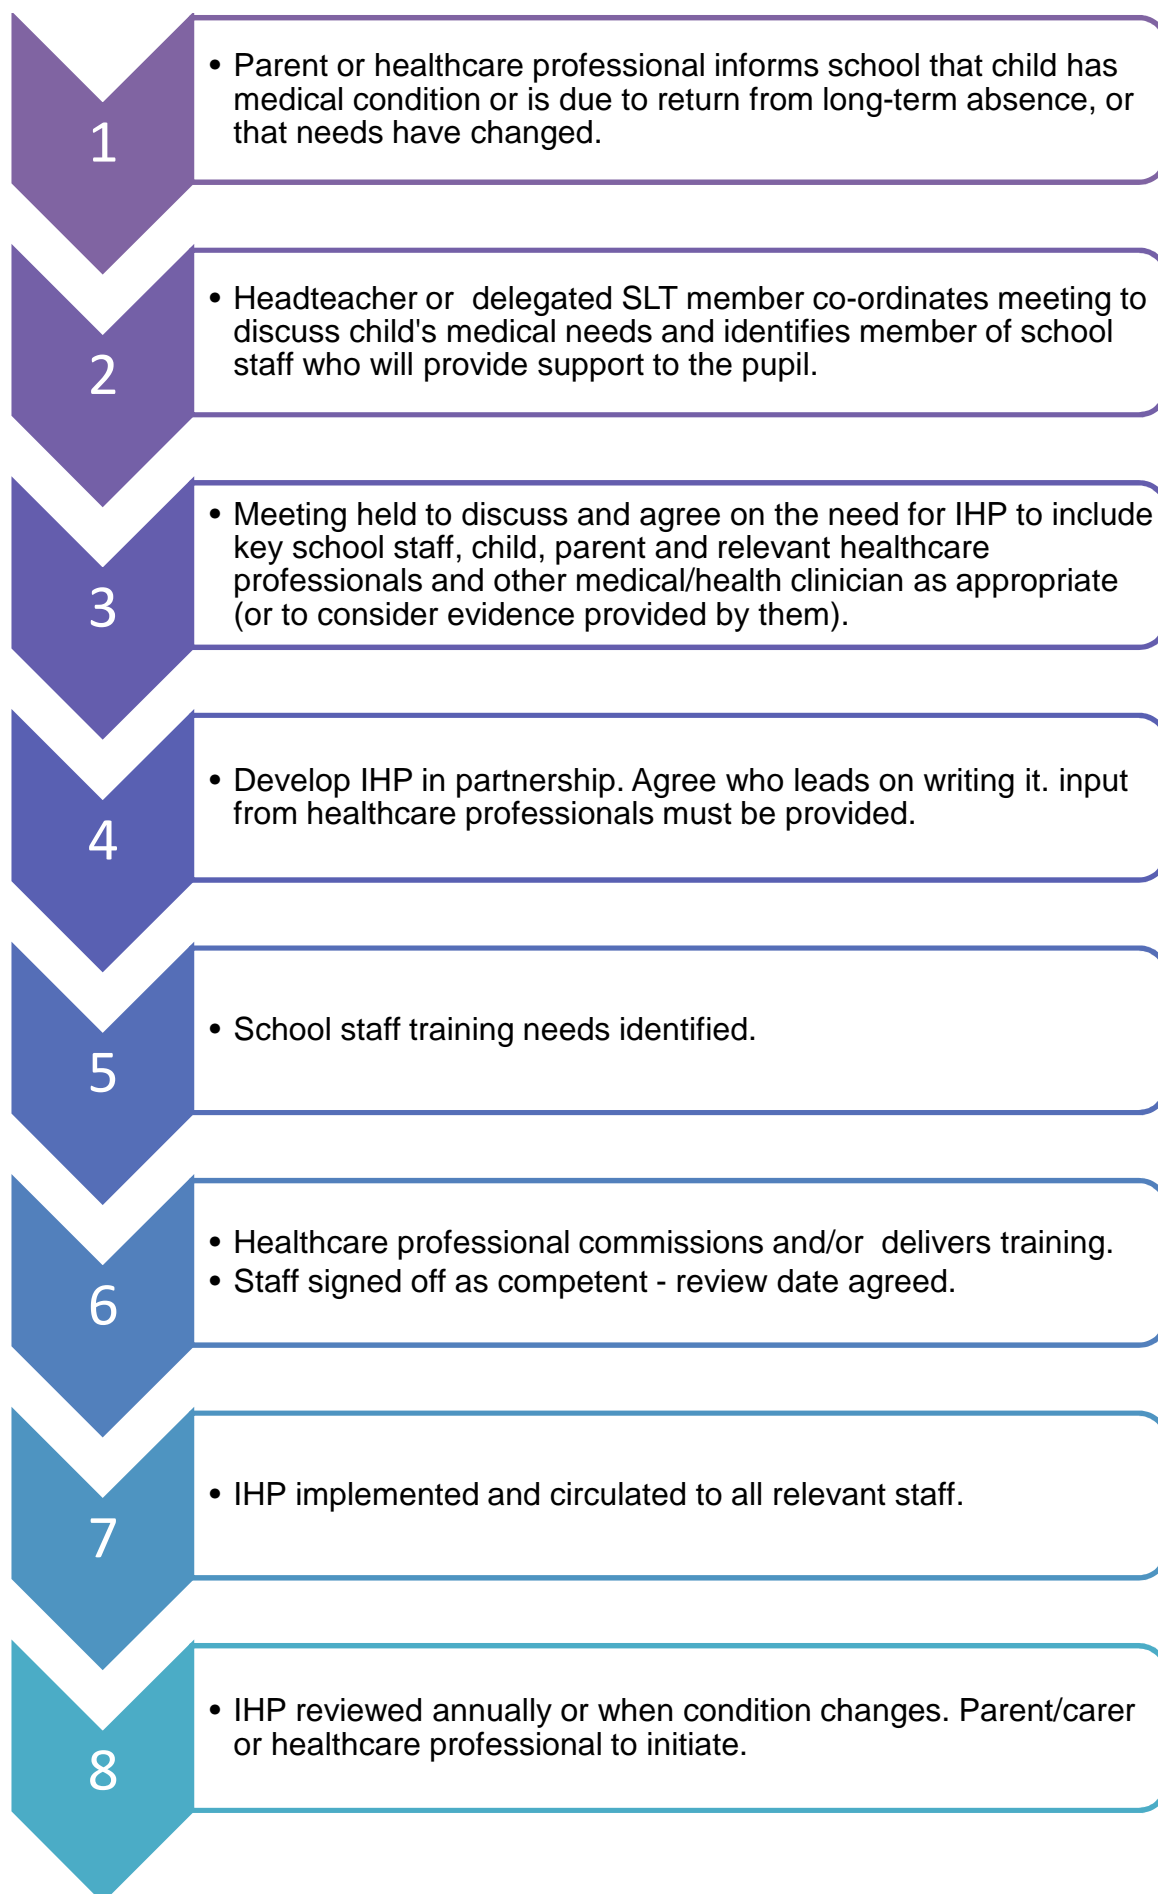 1
• Parent or healthcare professional informs school that child has
medical condition or is due to return from long-term absence, or
that needs have changed.
2
• Headteacher or  delegated SLT member co-ordinates meeting to
discuss child's medical needs and identifies member of school
staff who will provide support to the pupil.
3
• Meeting held to discuss and agree on the need for IHP to include
key school staff, child, parent and relevant healthcare
professionals and other medical/health clinician as appropriate
(or to consider evidence provided by them).
4
• Develop IHP in partnership. Agree who leads on writing it. input
from healthcare professionals must be provided.
5
• School staff training needs identified.
6
• Healthcare professional commissions and/or  delivers training.
• Staff signed off as competent - review date agreed.
7
• IHP implemented and circulated to all relevant staff.
8
• IHP reviewed annually or when condition changes. Parent/carer
or healthcare professional to initiate.